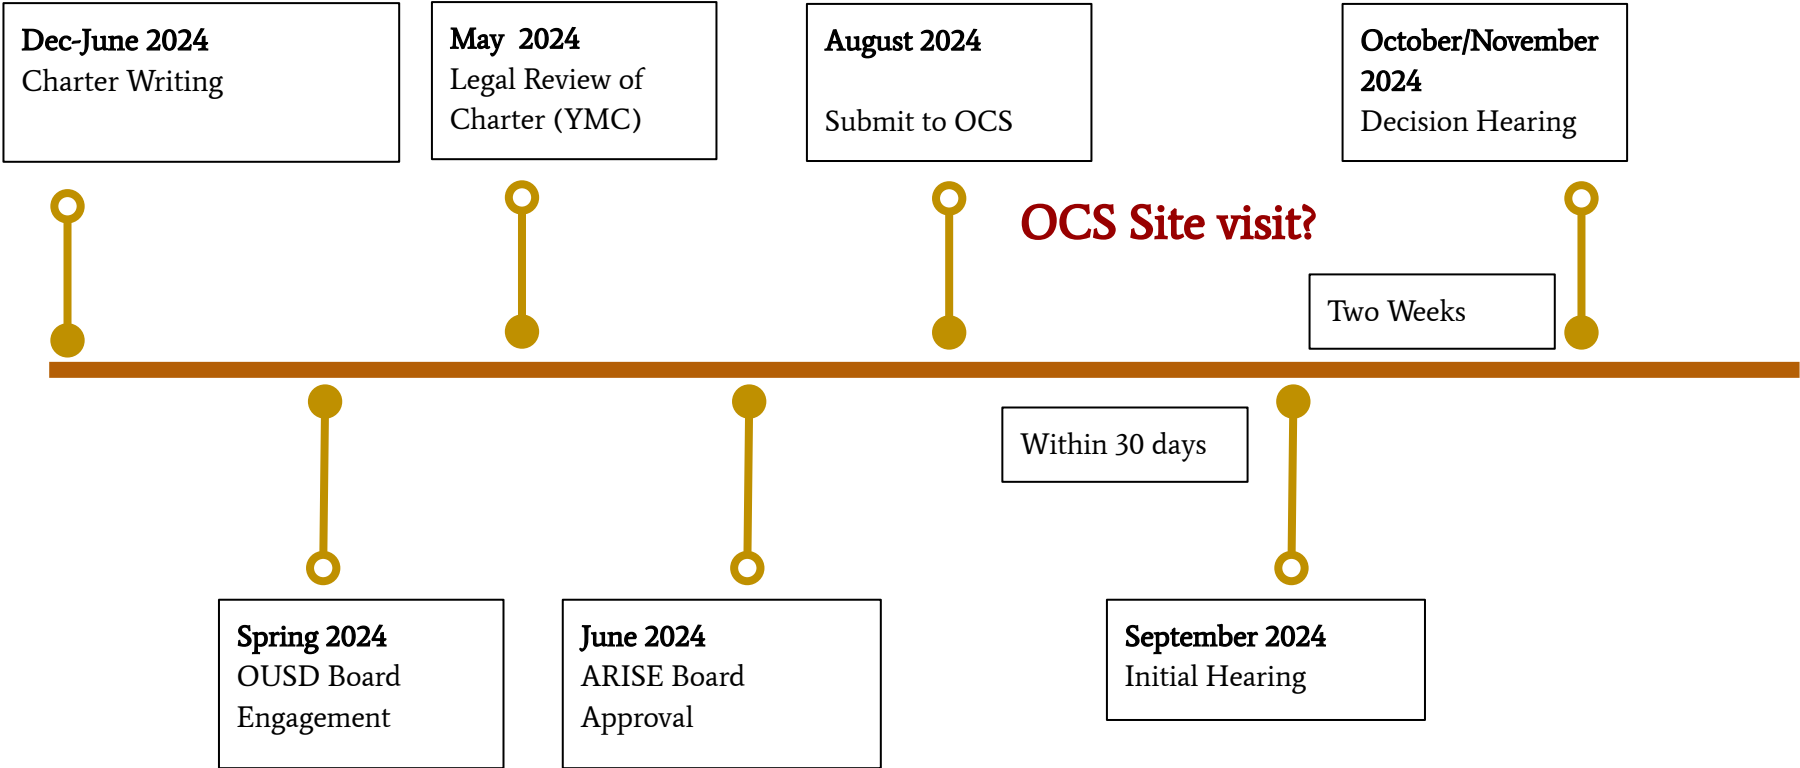 Dec-June 2024
Charter Writing
May 2024
Legal Review of
Charter (YMC)
August 2024
Submit to OCS
October/November
2024
Decision Hearing
OCS Site visit?
Two Weeks
Within 30 days
Spring 2024
OUSD Board
Engagement
June 2024
ARISE Board
Approval
September 2024
Initial Hearing